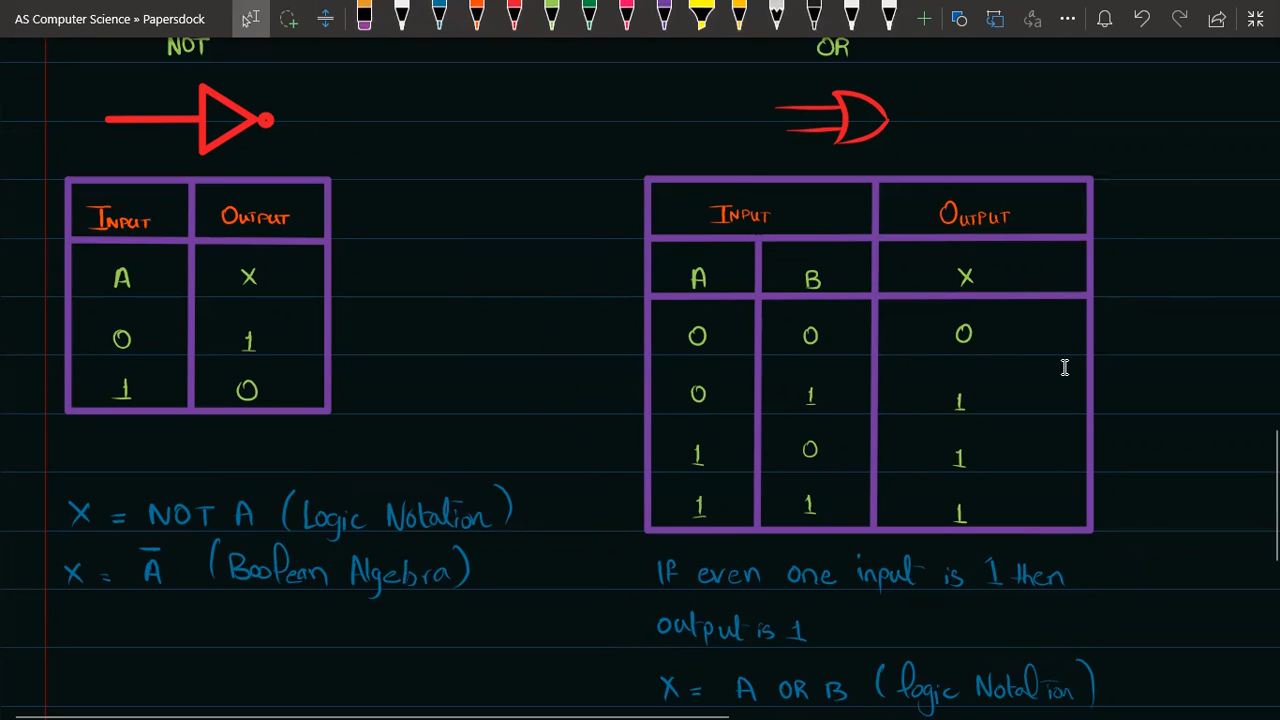 AS Computer Science » Papersdock
NOT
INPUT OUTPUT
A X
0 1
1 0
X = NOT A (Logic Notation)
X = A̅ (Boolean Algebra)
OR
INPUT OUTPUT
A B X
0 0 0
0 1 1
1 0 1
1 1 1
If even one input is 1 then
output is 1
X = A OR B (logic Notation)